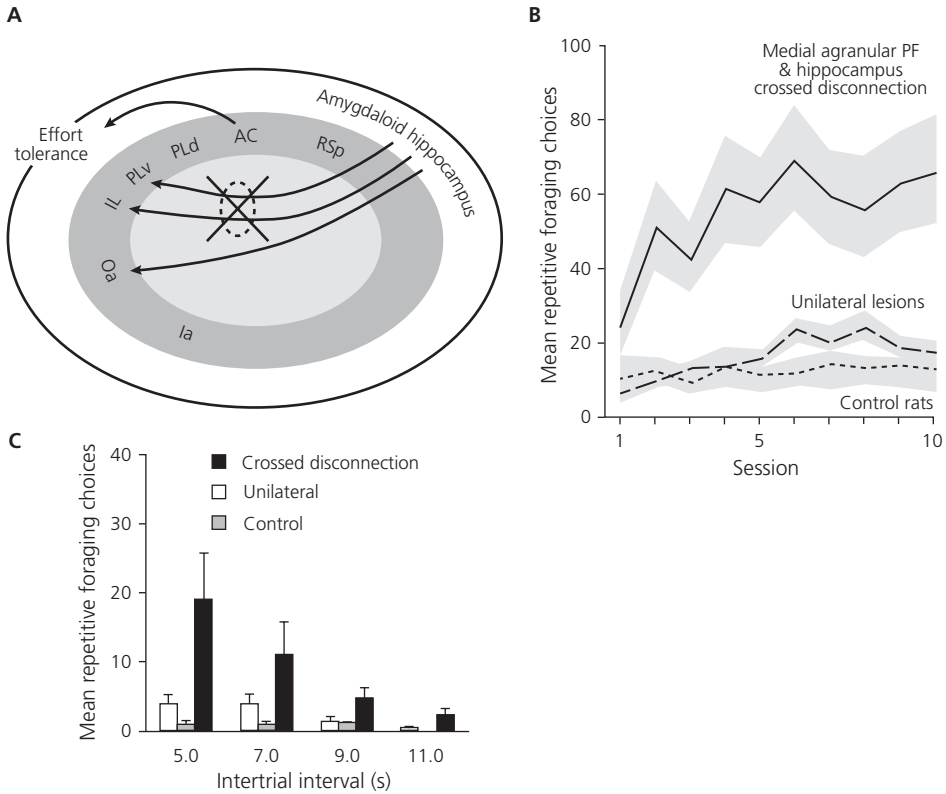 A
Effort
tolerance
PLv
PLd
AC
RSp
Amygdaloid hippocampus
IL
aO
Ia
B
Mean repetitive foraging choices
100
80
60
40
20
0
Medial agranular PF
& hippocampus
crossed disconnection
Unilateral lesions
Control rats
1
5
10
Session
C
Mean repetitive foraging choices
40
30
20
10
0
Crossed disconnection
Unilateral
Control
5.0
7.0
9.0
11.0
Intertrial interval (s)